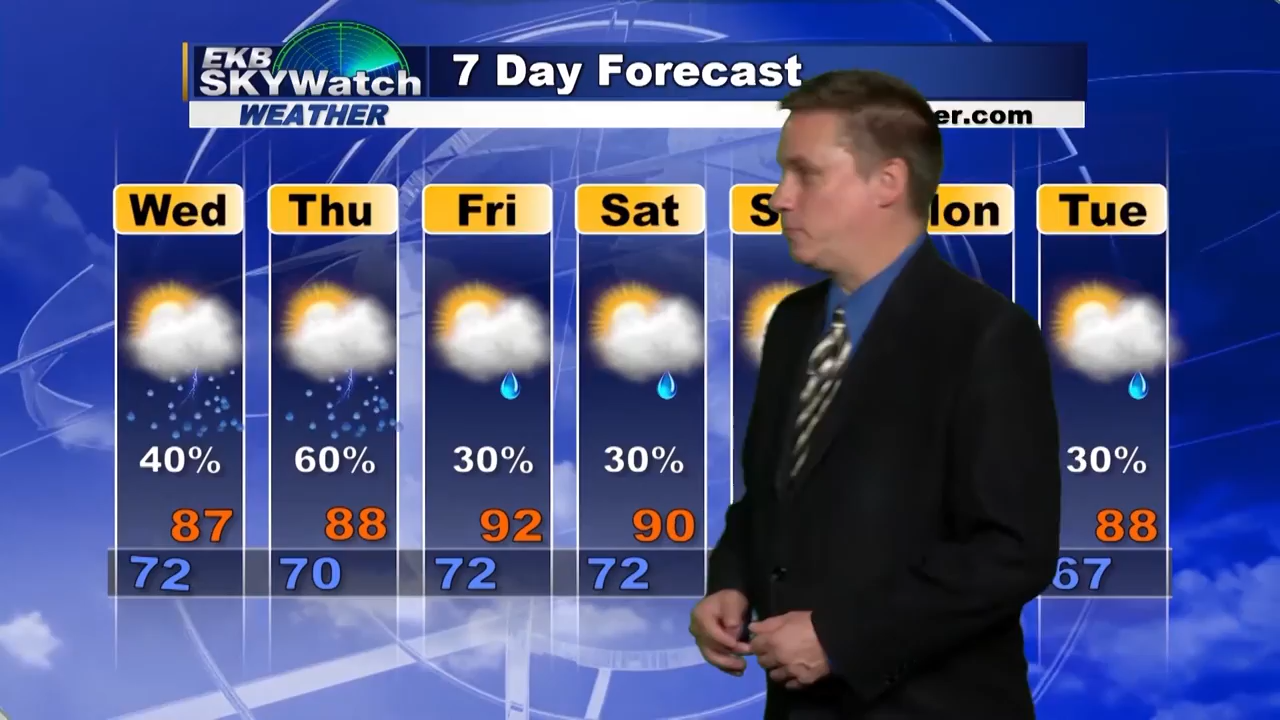 EKB
SKYWatch
WEATHER
7 Day Forecast
er.com
Wed Thu Fri Sat S on Tue
40% 60% 30% 30% 30%
87 88 92 90 88
72 70 72 72 67